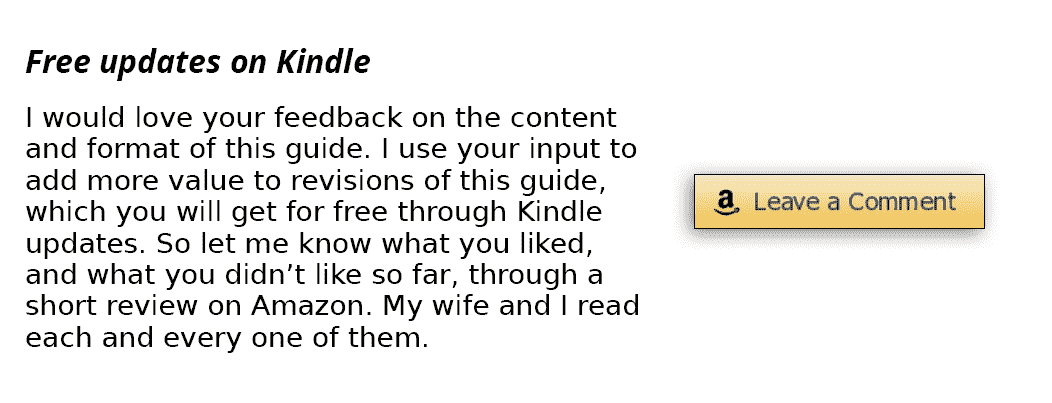 Free updates on Kindle
I would love your feedback on the content
and format of this guide. I use your input to
add more value to revisions of this guide,
which you will get for free through Kindle
updates. So let me know what you liked,
and what you didn’t like so far, through a
short review on Amazon. My wife and I read
each and every one of them.
a Leave a Comment